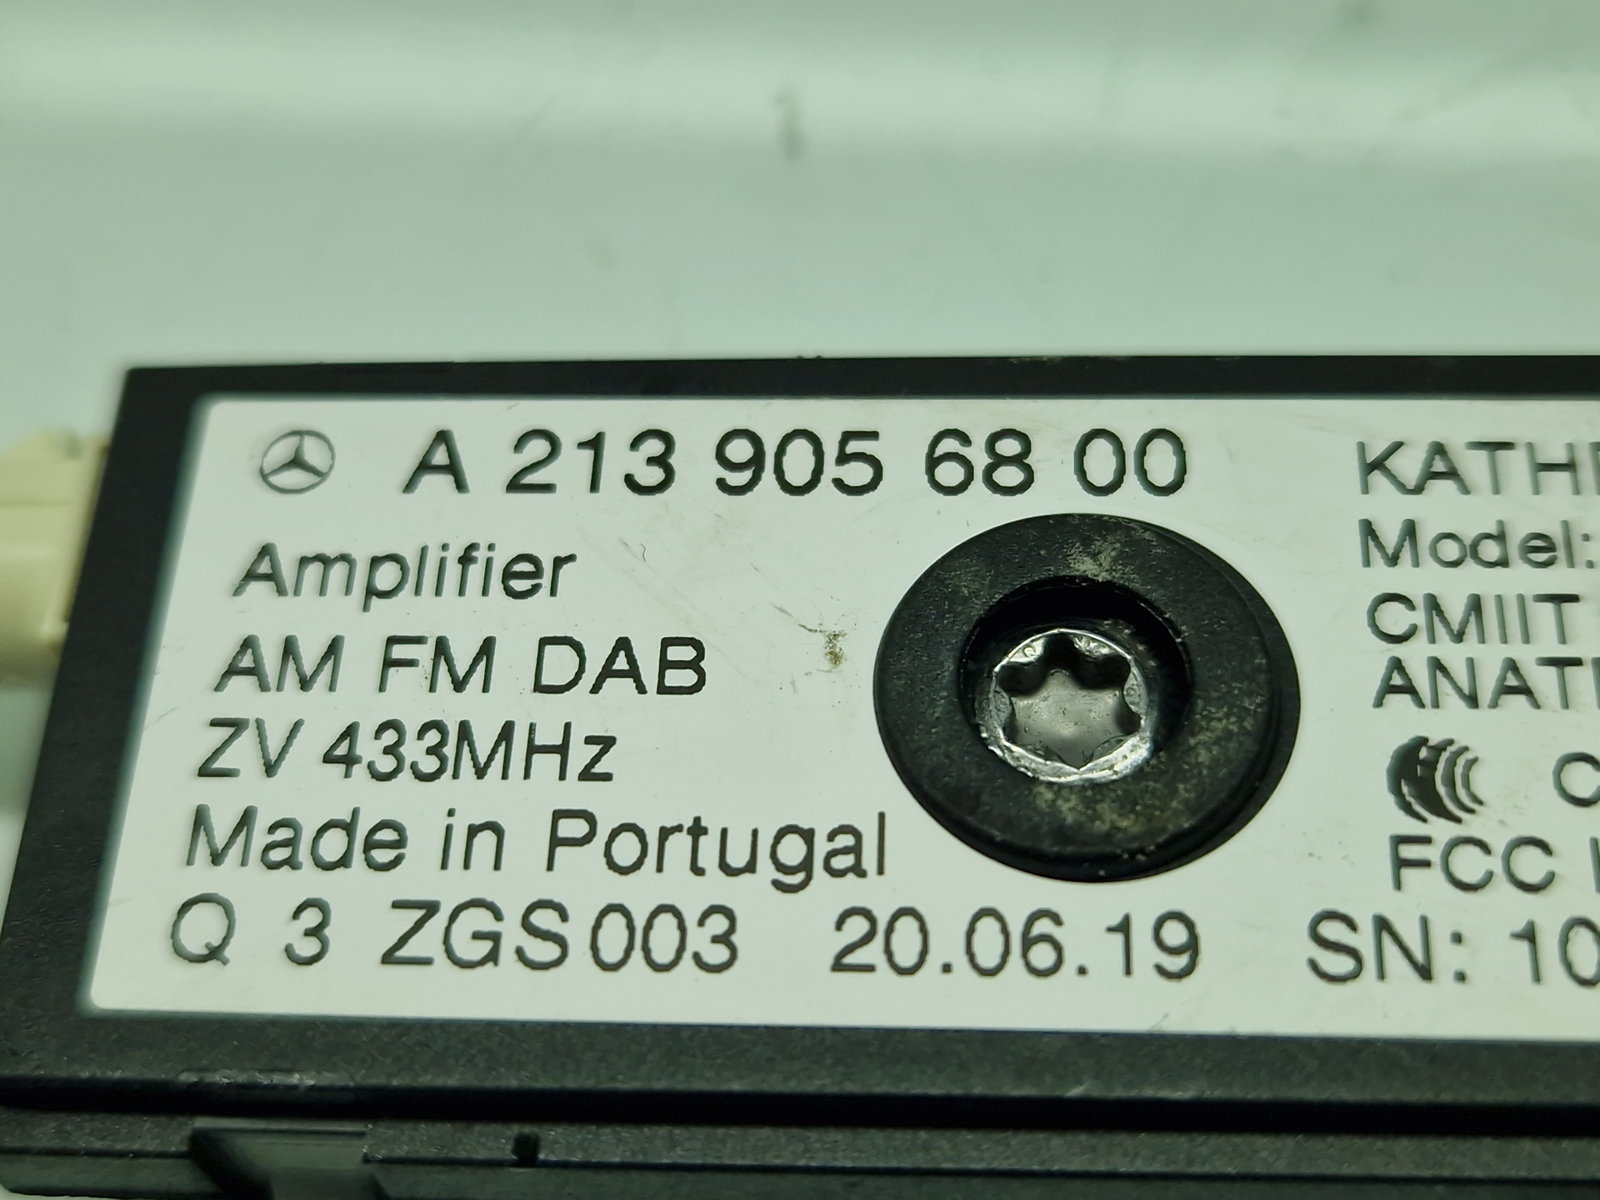 A 213 905 68 00
Amplifier
AM FM DAB
ZV 433MHz
Made in Portugal
Q 3 ZGS 003 20.06.19
Model:
CMIIT
FCC
SN: 10